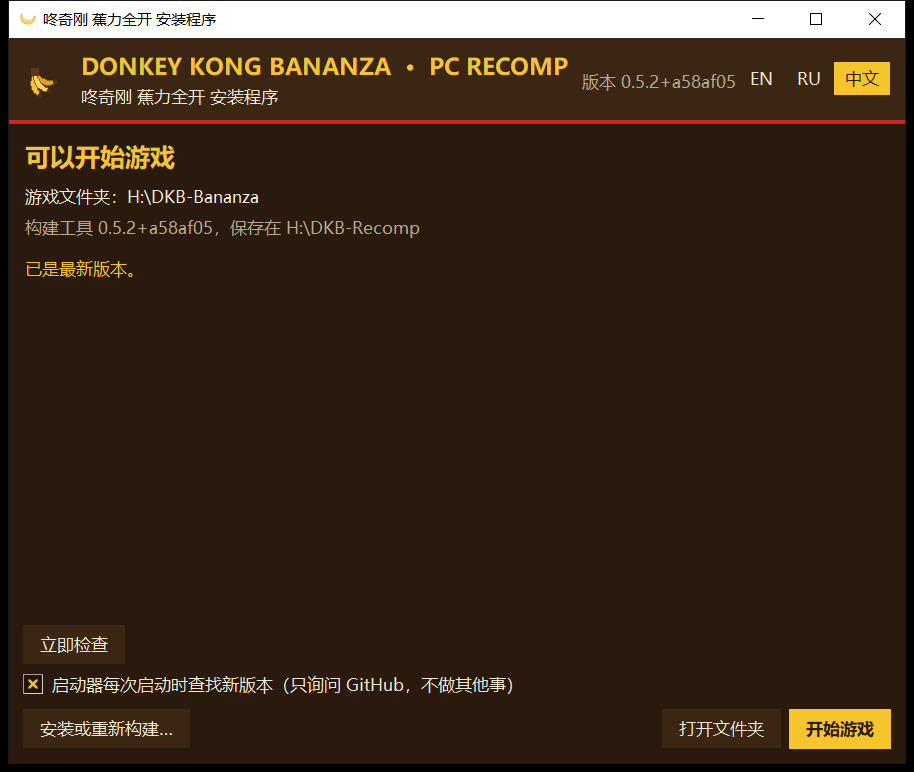 咚奇刚 蕉力全开 安装程序
DONKEY KONG BANANZA • PC RECOMP
咚奇刚 蕉力全开 安装程序
版本 0.5.2+a58af05
EN
RU
中文
可以开始游戏
游戏文件夹：H:\DKB-Bananza
构建工具 0.5.2+a58af05，保存在 H:\DKB-Recomp
已是最新版本。
立即检查
启动器每次启动时查找新版本（只询问 GitHub，不做其他事）
安装或重新构建...
打开文件夹
开始游戏